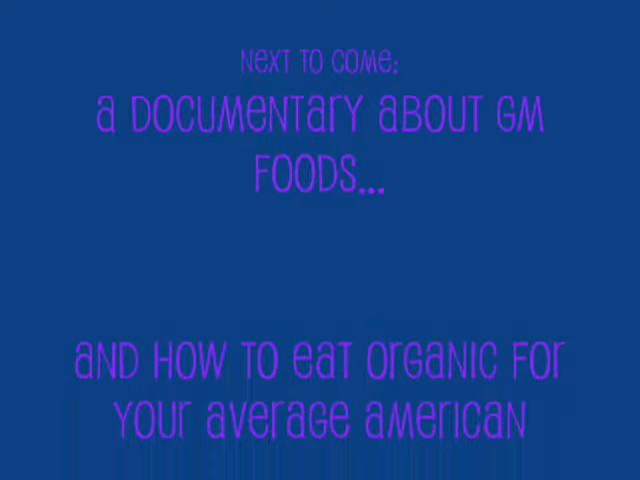 Next to come:
a documentary about GM
foods...
and how to eat organic for
your average american